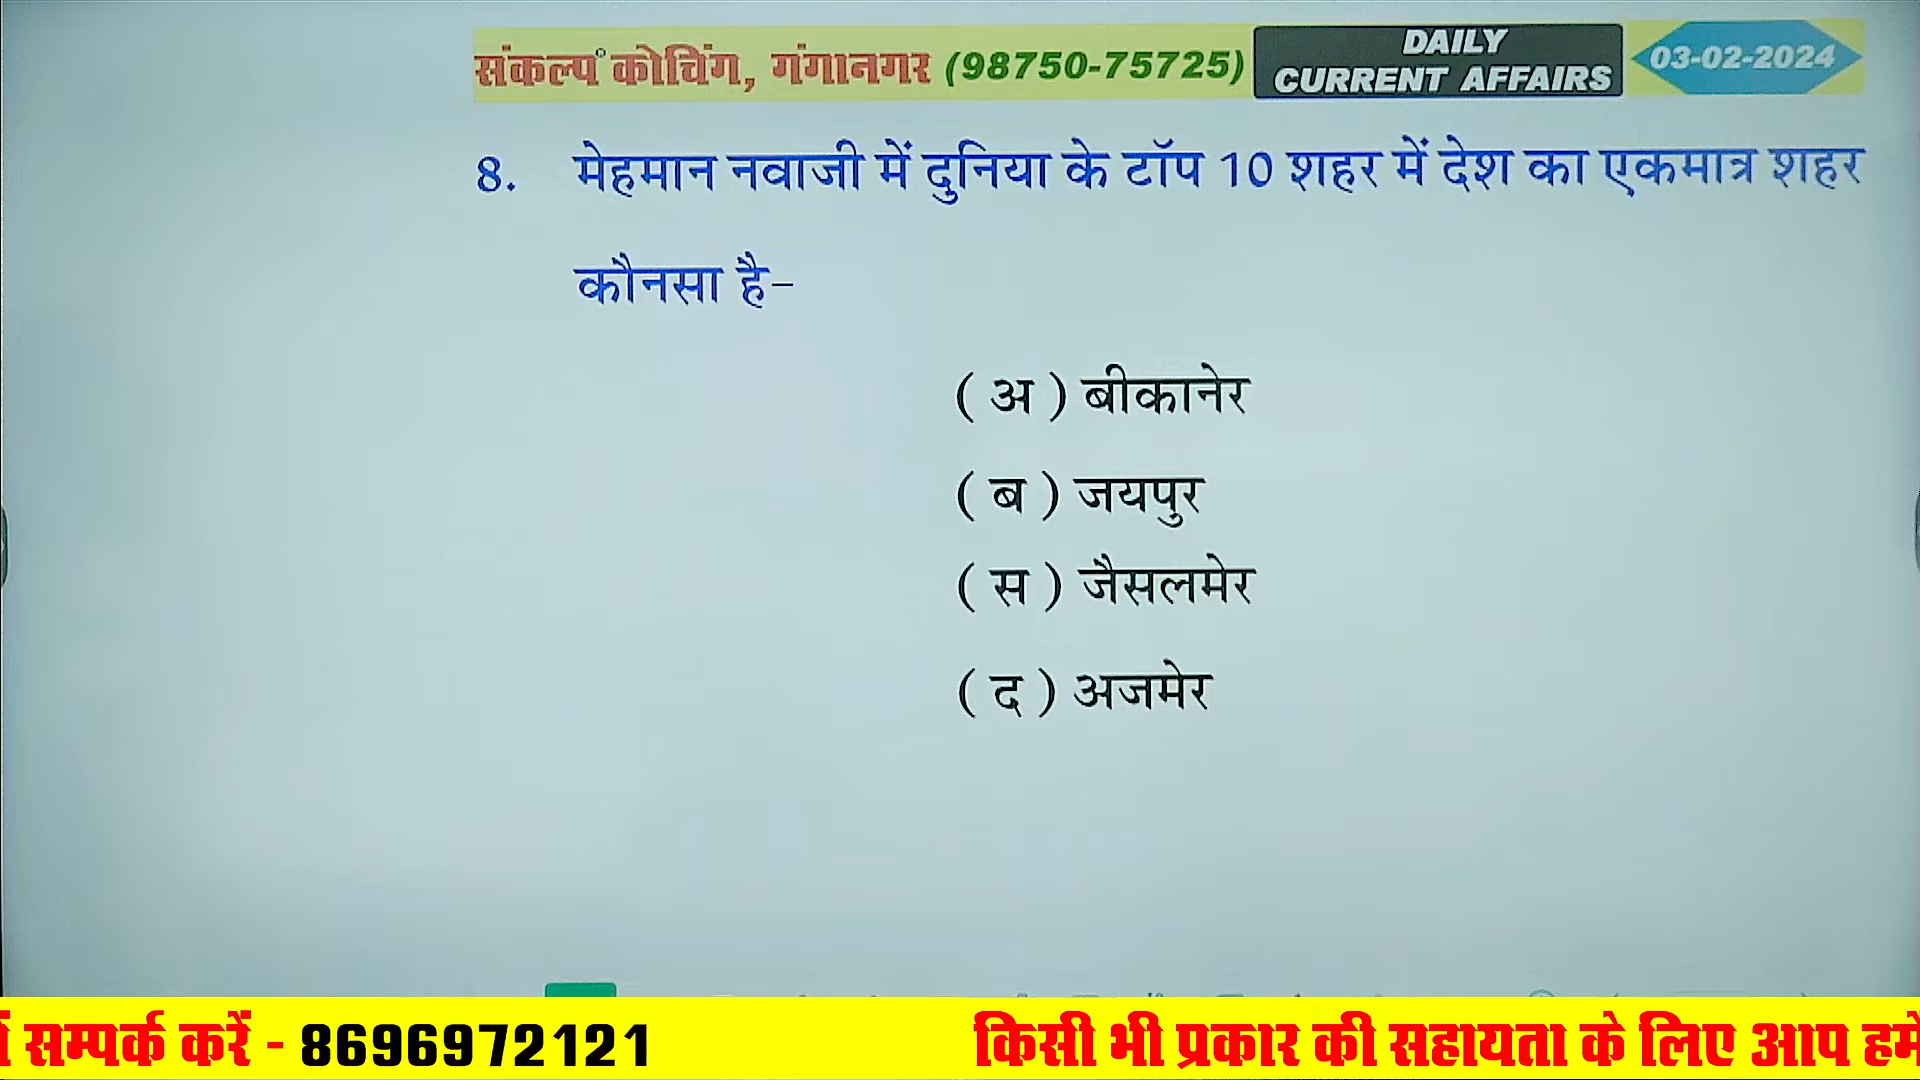 संकल्प कोचिंग, गंगानगर (98750-75725) DAILY CURRENT AFFAIRS 03-02-2024
8. मेहमान नवाजी में दुनिया के टॉप 10 शहर में देश का एकमात्र शहर
कौनसा है-
( अ ) बीकानेर
( ब ) जयपुर
( स ) जैसलमेर
( द ) अजमेर
सम्पर्क करें - 8696972121 किसी भी प्रकार की सहायता के लिए आप हमें